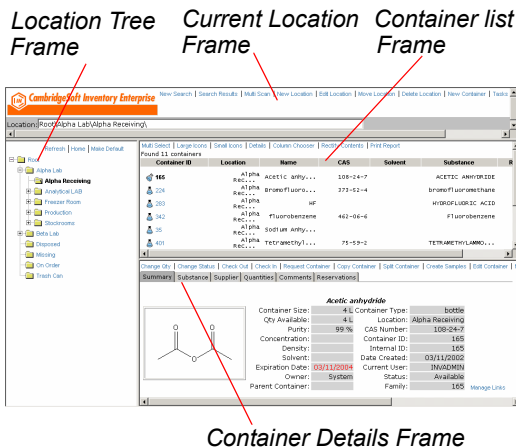 Location Tree Frame
Current Location Frame
Container list Frame
CambridgeSoft Inventory Enterprise
New Search | Search Results | Multi Scan | New Location | Edit Location | Move Location | Delete Location | New Container | Tasks
Location: Root\Alpha Lab\Alpha Receiving\
Refresh | Home | Make Default
Root
Alpha Lab
Alpha Receiving
Analytical LAB
Freezer Room
Production
Stockrooms
Beta Lab
Disposed
Missing
On Order
Trash Can
Multi Select | Large Icons | Small Icons | Details | Column Chooser | Rectify Contents | Print Report
Found 11 containers
Container ID Location Name CAS Solvent Substance R
165 Alpha Rec... Acetic anhy... 108-24-7 ACETIC ANHYDRIDE
224 Alpha Rec... Bromofluoro... 373-52-4 bromofluoromethane
283 Alpha Rec... HF HYDROFLUORIC ACID
342 Alpha Rec... fluorobenzene 462-06-6 Fluorobenzene
35 Alpha Rec... Sodium Anhy...
401 Alpha Rec... Tetramethyl... 75-59-2 TETRAMETHYLAMMO...
Change Qty | Change Status | Check Out | Check In | Request Container | Copy Container | Split Container | Create Samples | Edit Container |
Summary Substance Supplier Quantities Comments Reservations
Acetic anhydride
Container Size: 4 L Container Type: bottle
Qty Available: 4 L Location: Alpha Receiving
Purity: 99 % CAS Number: 108-24-7
Concentration: Container ID: 165
Density: Internal ID: 165
Solvent: Date Created: 03/11/2002
Expiration Date: 03/11/2004 Current User: INVADMIN
Owner: System Status: Available
Parent Container: Family: 165 Manage Links
O O
O
Container Details Frame